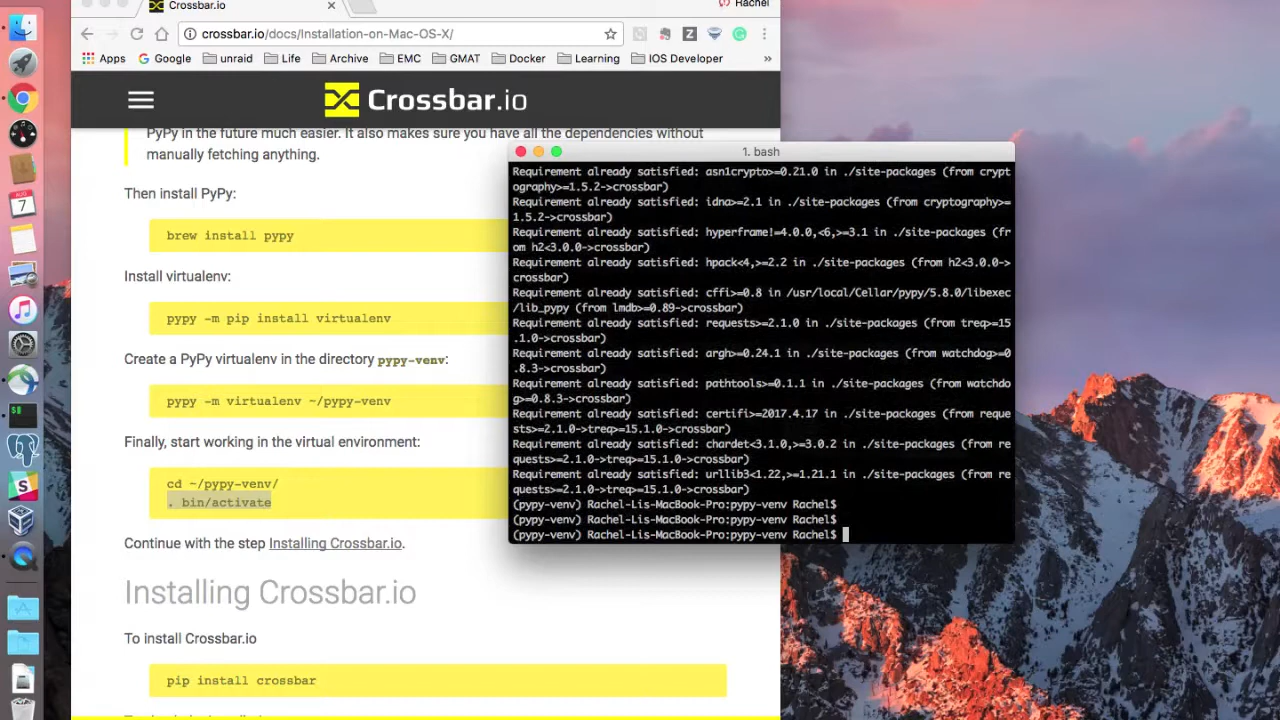 Crossbar.io
Rachel
crossbar.io/docs/Installation-on-Mac-OS-X/
Apps Google unraid Life Archive EMC GMAT Docker Learning IOS Developer »
Crossbar.io
PyPy in the future much easier. It also makes sure you have all the dependencies without
manually fetching anything.
Then install PyPy:
brew install pypy
Install virtualenv:
pypy -m pip install virtualenv
Create a PyPy virtualenv in the directory pypy-venv:
pypy -m virtualenv ~/pypy-venv
Finally, start working in the virtual environment:
cd ~/pypy-venv/
. bin/activate
Continue with the step Installing Crossbar.io.
Installing Crossbar.io
To install Crossbar.io
pip install crossbar
1. bash
Requirement already satisfied: asn1crypto>=0.21.0 in ./site-packages (from crypt
ography>=1.5.2->crossbar)
Requirement already satisfied: idna>=2.1 in ./site-packages (from cryptography>=
1.5.2->crossbar)
Requirement already satisfied: hyperframe!=4.0.0,<6,>=3.1 in ./site-packages (fr
om h2<3.0.0->crossbar)
Requirement already satisfied: hpack<4,>=2.2 in ./site-packages (from h2<3.0.0->
crossbar)
Requirement already satisfied: cffi>=0.8 in /usr/local/Cellar/pypy/5.8.0/libexec
/lib_pypy (from lmdb>=0.89->crossbar)
Requirement already satisfied: requests>=2.1.0 in ./site-packages (from treq>=15
.1.0->crossbar)
Requirement already satisfied: argh>=0.24.1 in ./site-packages (from watchdog>=0
.8.3->crossbar)
Requirement already satisfied: pathtools>=0.1.1 in ./site-packages (from watchdo
g>=0.8.3->crossbar)
Requirement already satisfied: certifi>=2017.4.17 in ./site-packages (from reque
sts>=2.1.0->treq>=15.1.0->crossbar)
Requirement already satisfied: chardet<3.1.0,>=3.0.2 in ./site-packages (from re
quests>=2.1.0->treq>=15.1.0->crossbar)
Requirement already satisfied: urllib3<1.22,>=1.21.1 in ./site-packages (from re
quests>=2.1.0->treq>=15.1.0->crossbar)
(pypy-venv) Rachel-Lis-MacBook-Pro:pypy-venv Rachel$
(pypy-venv) Rachel-Lis-MacBook-Pro:pypy-venv Rachel$
(pypy-venv) Rachel-Lis-MacBook-Pro:pypy-venv Rachel$
AUG
7